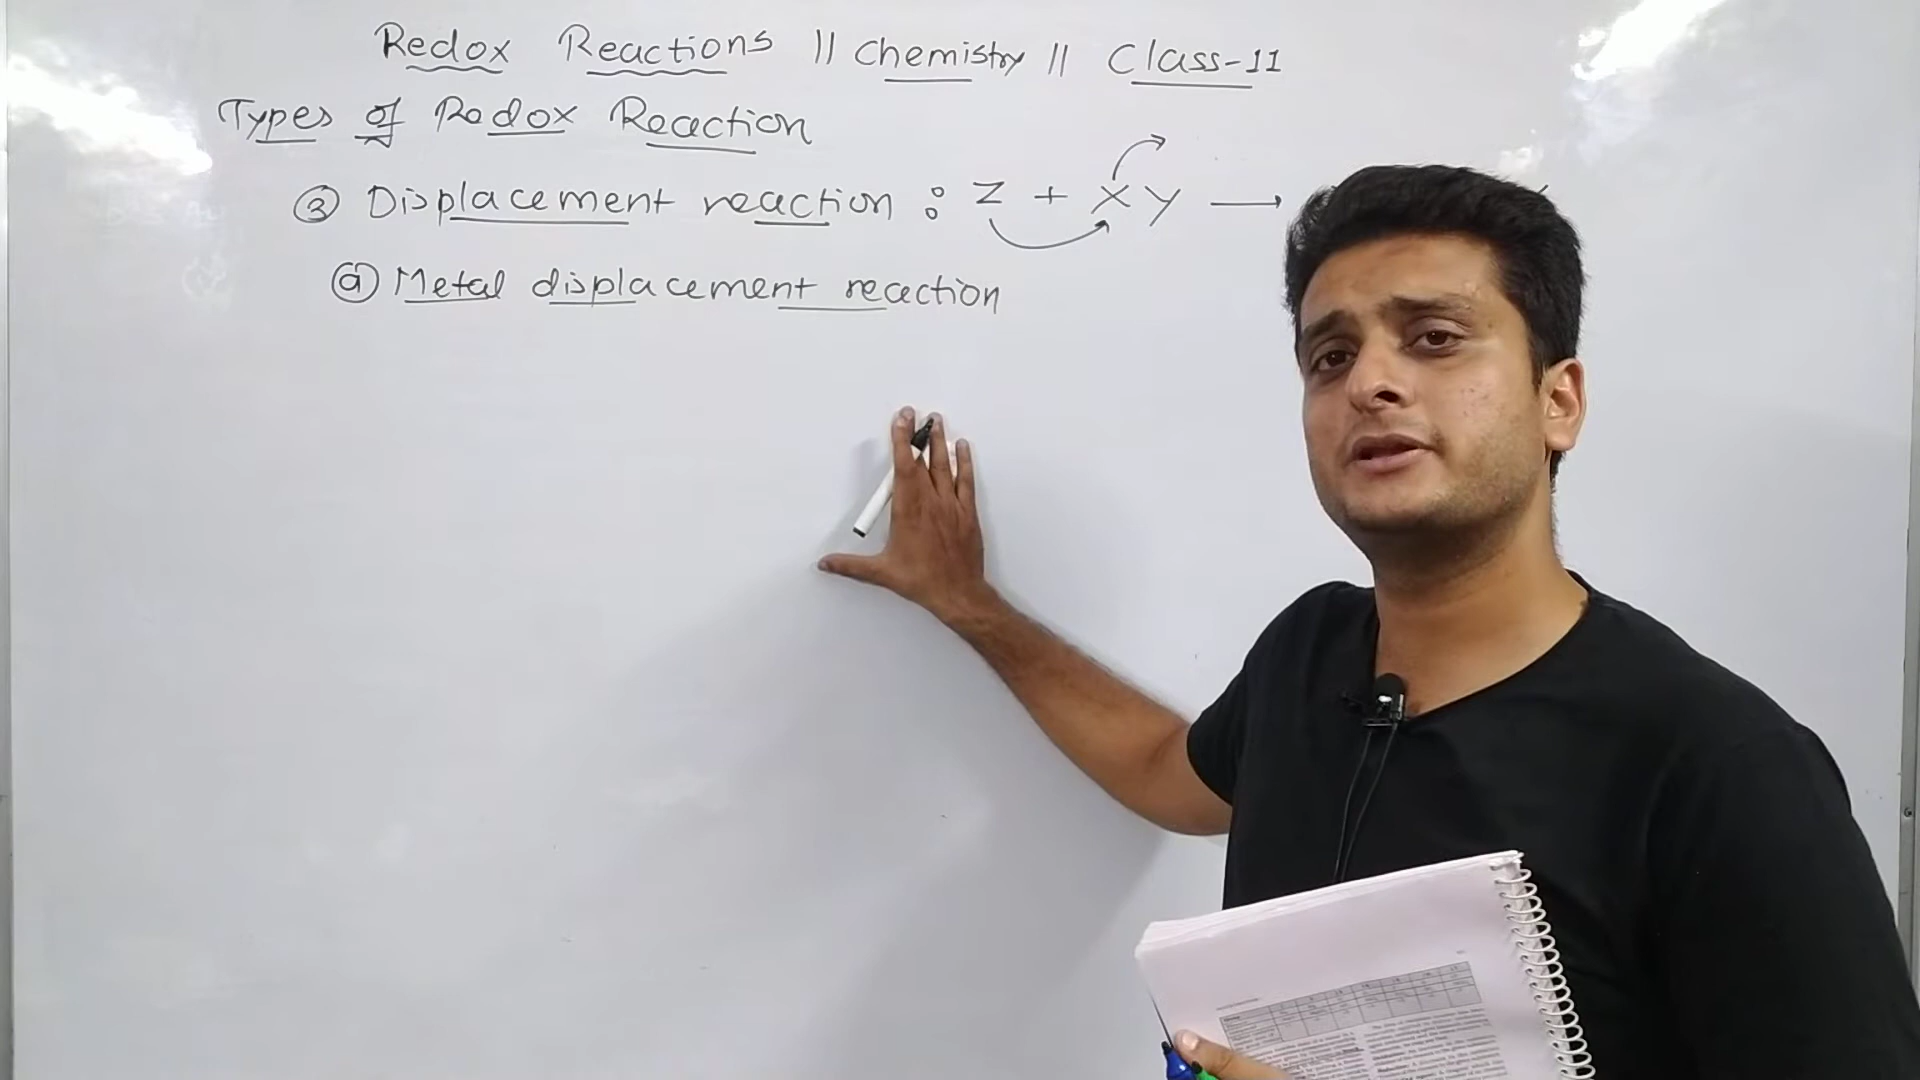 Redox Reactions || Chemistry || Class-11
Types of Redox Reaction
③ Displacement reaction : Z + XY →
ⓐ Metal displacement reaction